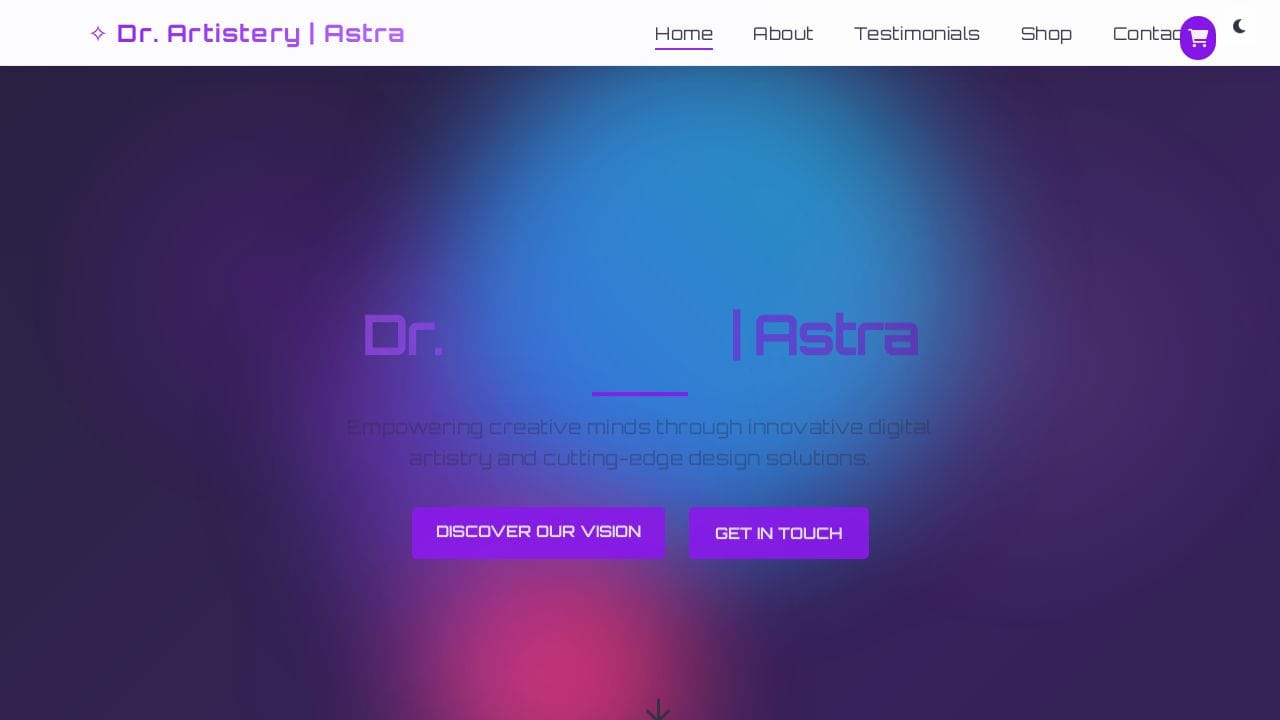 ✧ Dr. Artistery | Astra
Home About Testimonials Shop Contac
Dr. | Astra
Empowering creative minds through innovative digital
artistry and cutting-edge design solutions.
DISCOVER OUR VISION GET IN TOUCH